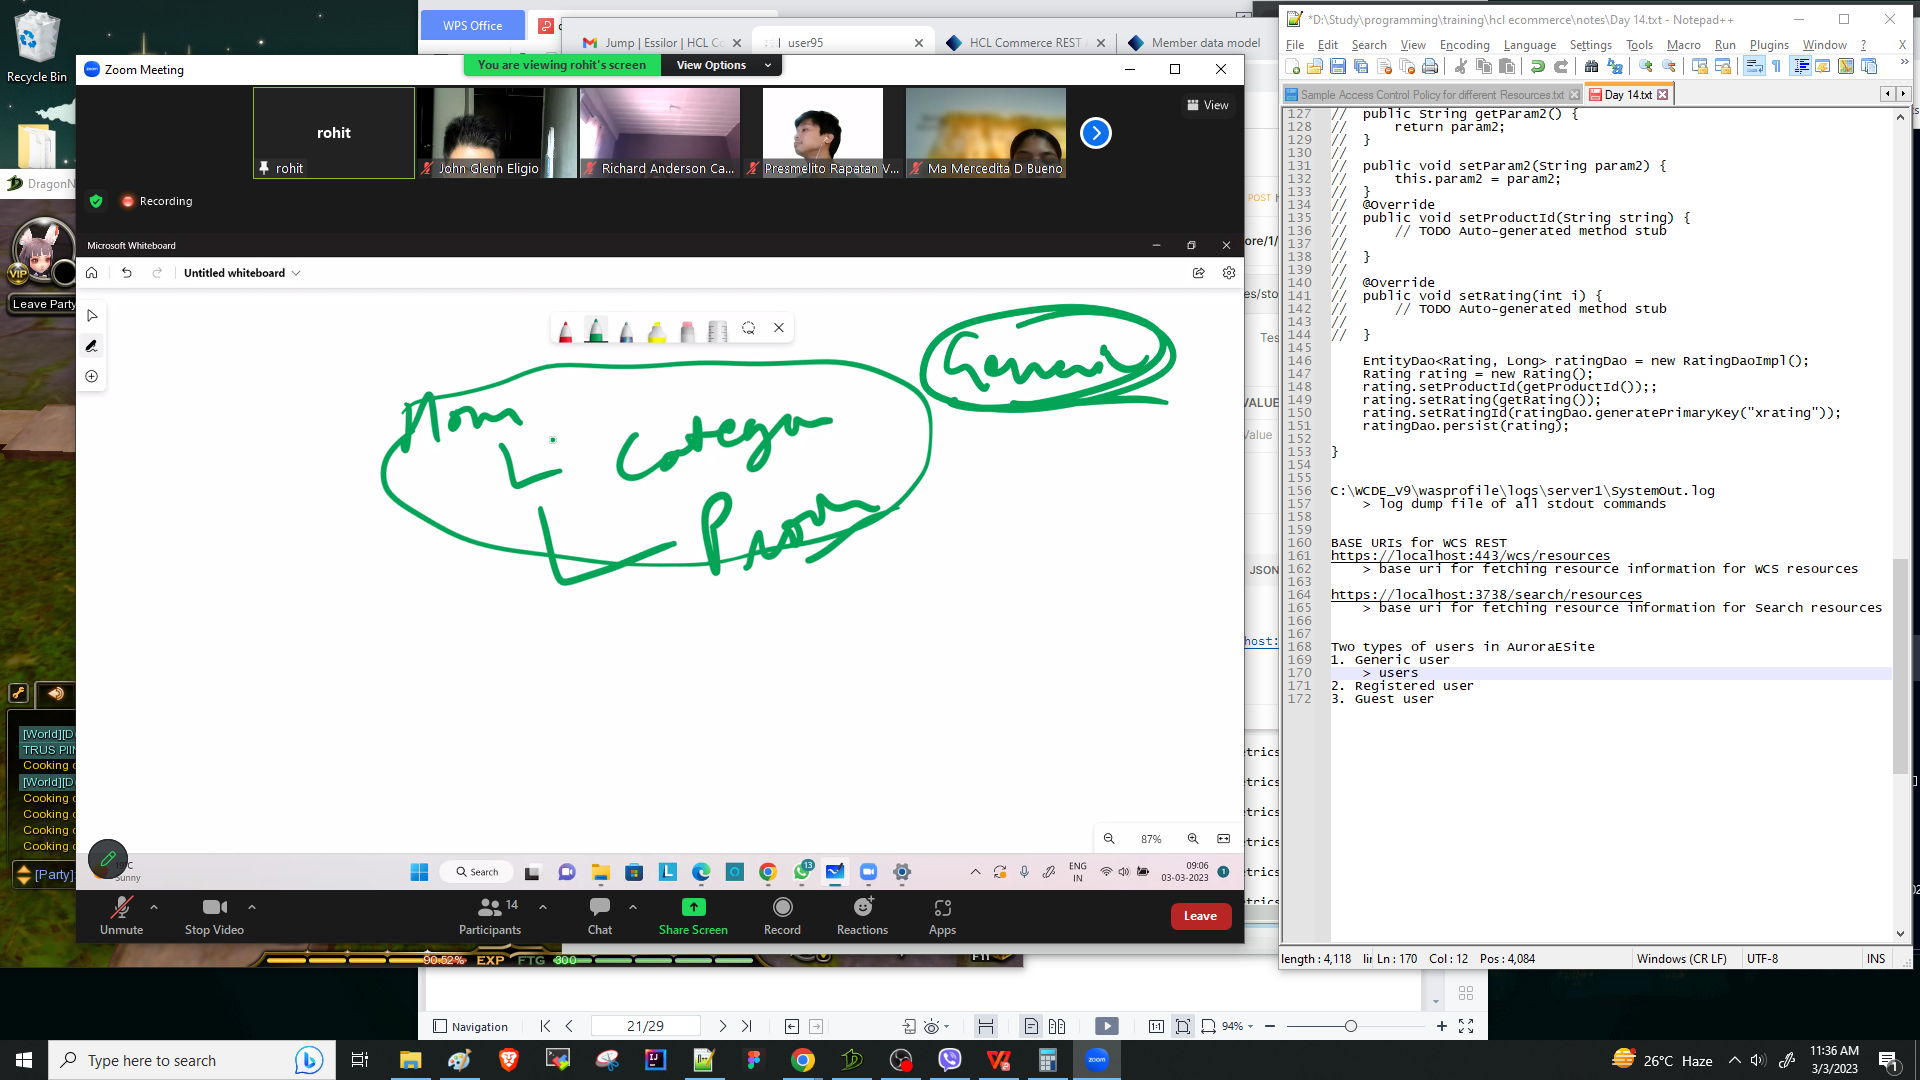 Recycle Bin
WPS Office
Jump | Essilor | HCL Cc
user95
HCL Commerce REST
Member data model
Zoom Meeting
You are viewing rohit's screen
View Options
rohit
rohit
John Glenn Eligio
Richard Anderson Ca...
Presmelito Rapatan V...
Ma Mercedita D Bueno
View
Recording
DragonN
VIP
Leave Party
Microsoft Whiteboard
Untitled whiteboard
Generic
Categ
Prod
87%
19°C
Sunny
Search
13
ENG
IN
09:06
03-03-2023
1
Unmute
Stop Video
14
Participants
Chat
Share Screen
Record
Reactions
Apps
Leave
[World][D
TRUS PII
Cooking
[World][D
Cooking
Cooking
Cooking
Cooking
[Party]
90.52% EXP FTG 300
F11
POST
ore/1/
es/sto
Tes
VALUE
Value
JSON
host:
etrics
etrics
etrics
etrics
etrics
etrics
*D:\Study\programming\training\hcl ecommerce\notes\Day 14.txt - Notepad++
File Edit Search View Encoding Language Settings Tools Macro Run Plugins Window ? X
Sample Access Control Policy for different Resources.txt
Day 14.txt
127 //  public String getParam2() {
128 //      return param2;
129 //  }
130 //
131 //  public void setParam2(String param2) {
132 //      this.param2 = param2;
133 //  }
134 //  @Override
135 //  public void setProductId(String string) {
136 //      // TODO Auto-generated method stub
137 //
138 //  }
139 //
140 //  @Override
141 //  public void setRating(int i) {
142 //      // TODO Auto-generated method stub
143 //
144 //  }
145
146     EntityDao<Rating, Long> ratingDao = new RatingDaoImpl();
147     Rating rating = new Rating();
148     rating.setProductId(getProductId());;
149     rating.setRating(getRating());
150     rating.setRatingId(ratingDao.generatePrimaryKey("xrating"));
151     ratingDao.persist(rating);
152
153 }
154
155
156 C:\WCDE_V9\wasprofile\logs\server1\SystemOut.log
157     > log dump file of all stdout commands
158
159
160 BASE URIs for WCS REST
161 https://localhost:443/wcs/resources
162     > base uri for fetching resource information for WCS resources
163
164 https://localhost:3738/search/resources
165     > base uri for fetching resource information for Search resources
166
167
168 Two types of users in AuroraESite
169 1. Generic user
170     > users
171 2. Registered user
172 3. Guest user
length : 4,118 Ln : 170 Col : 12 Pos : 4,084
Windows (CR LF)
UTF-8
INS
Navigation
21/29
94%
Type here to search
26°C Haze
11:36 AM
3/3/2023
1